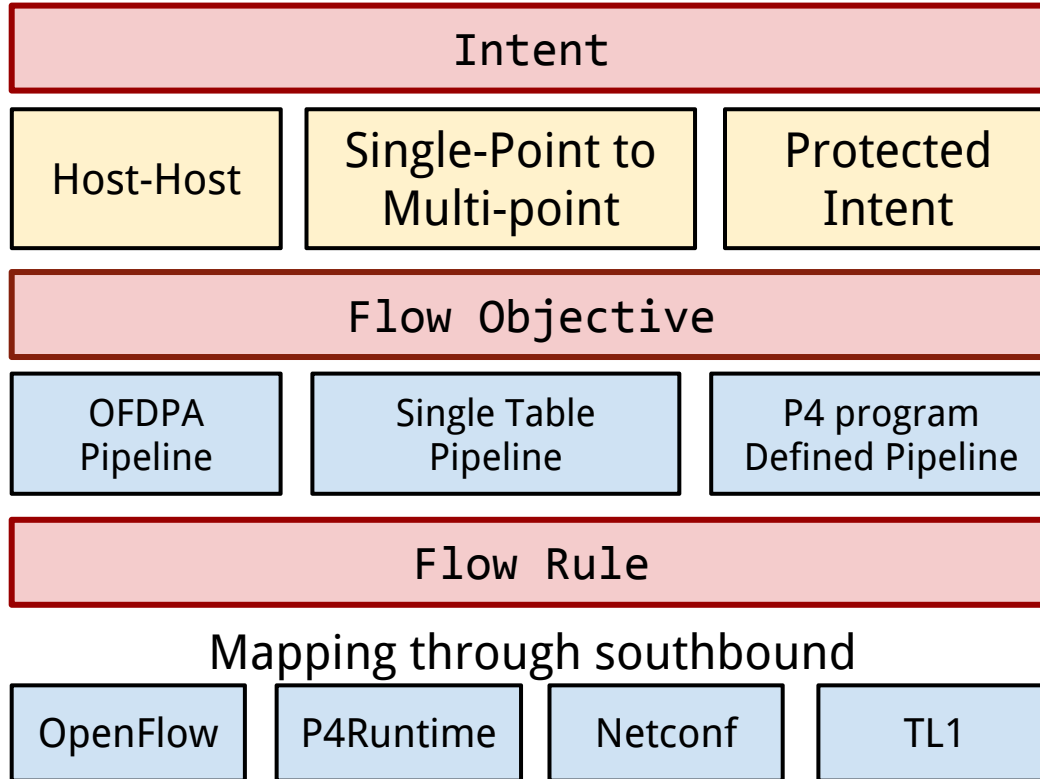 Intent
Host-Host
Single-Point to
Multi-point
Protected
Intent
Flow Objective
OFDPA
Pipeline
Single Table
Pipeline
P4 program
Defined Pipeline
Flow Rule
Mapping through southbound
OpenFlow
P4Runtime
Netconf
TL1